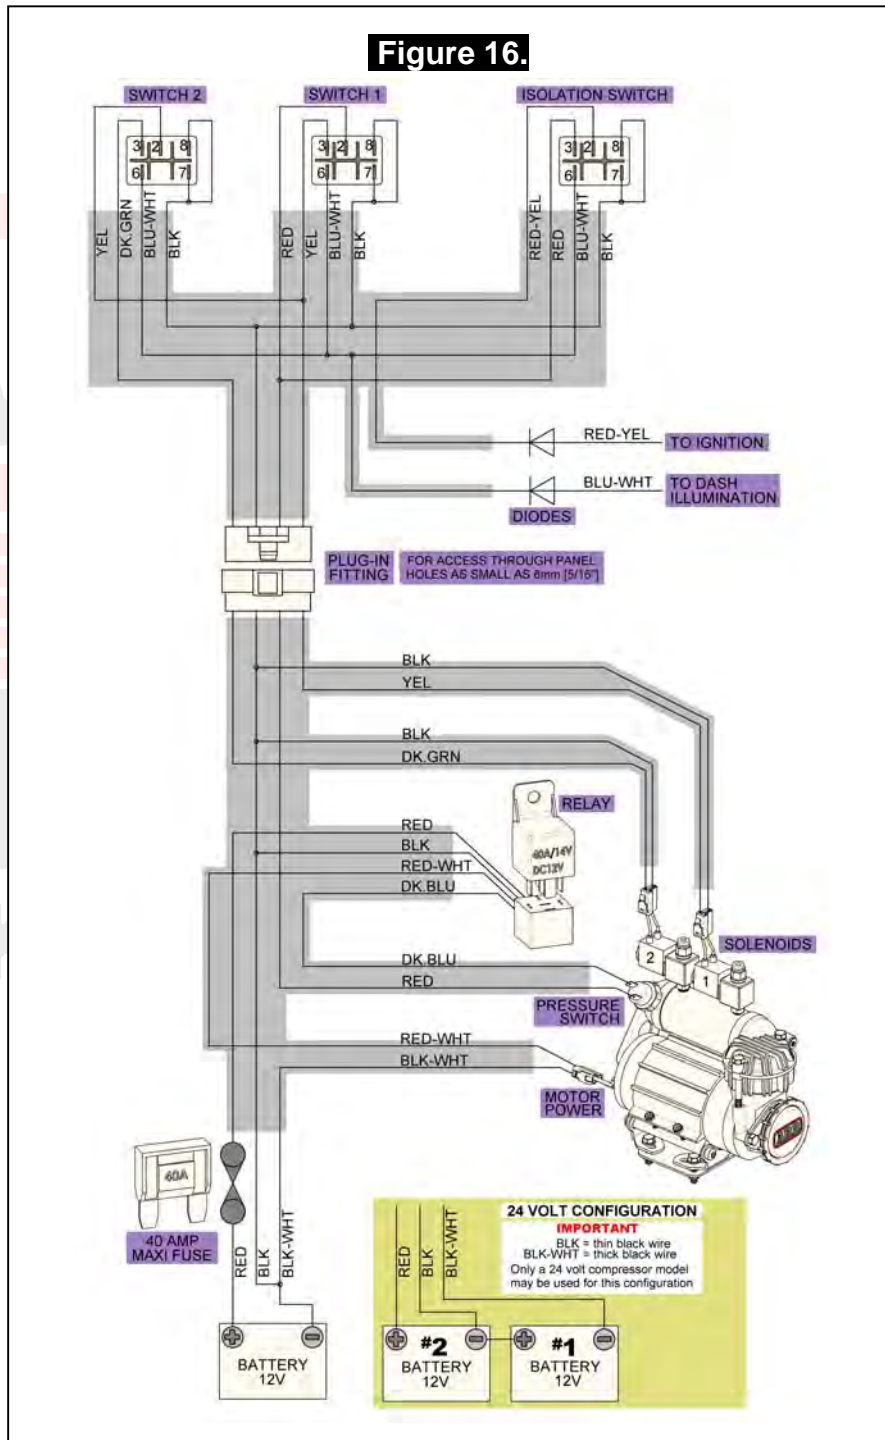 Figure 16.
SWITCH 2
SWITCH 1
ISOLATION SWITCH
3 2 8
6 7
3 2 8
6 7
3 2 8
6 7
YEL
DK.GRN
BLU-WHT
BLK
RED
YEL
BLU-WHT
BLK
RED-YEL
RED
BLU-WHT
BLK
RED-YEL
TO IGNITION
BLU-WHT
TO DASH
ILLUMINATION
DIODES
PLUG-IN
FITTING
FOR ACCESS THROUGH PANEL
HOLES AS SMALL AS 8mm [5/16"]
BLK
YEL
BLK
DK.GRN
RELAY
40A/14V
DC12V
RED
BLK
RED-WHT
DK.BLU
SOLENOIDS
2
1
DK.BLU
RED
PRESSURE
SWITCH
RED-WHT
BLK-WHT
MOTOR
POWER
40A
40 AMP
MAXI FUSE
RED
BLK
BLK-WHT
BATTERY
12V
24 VOLT CONFIGURATION
IMPORTANT
BLK = thin black wire
BLK-WHT = thick black wire
Only a 24 volt compressor model
may be used for this configuration
RED
BLK
BLK-WHT
#2
BATTERY
12V
#1
BATTERY
12V